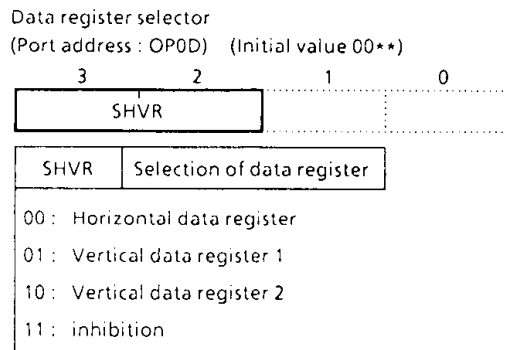 Data register selector
(Port address : OP0D) (Initial value 00**)
3 2 1 0
SHVR
SHVR Selection of data register
00 : Horizontal data register
01 : Vertical data register 1
10 : Vertical data register 2
11 : inhibition